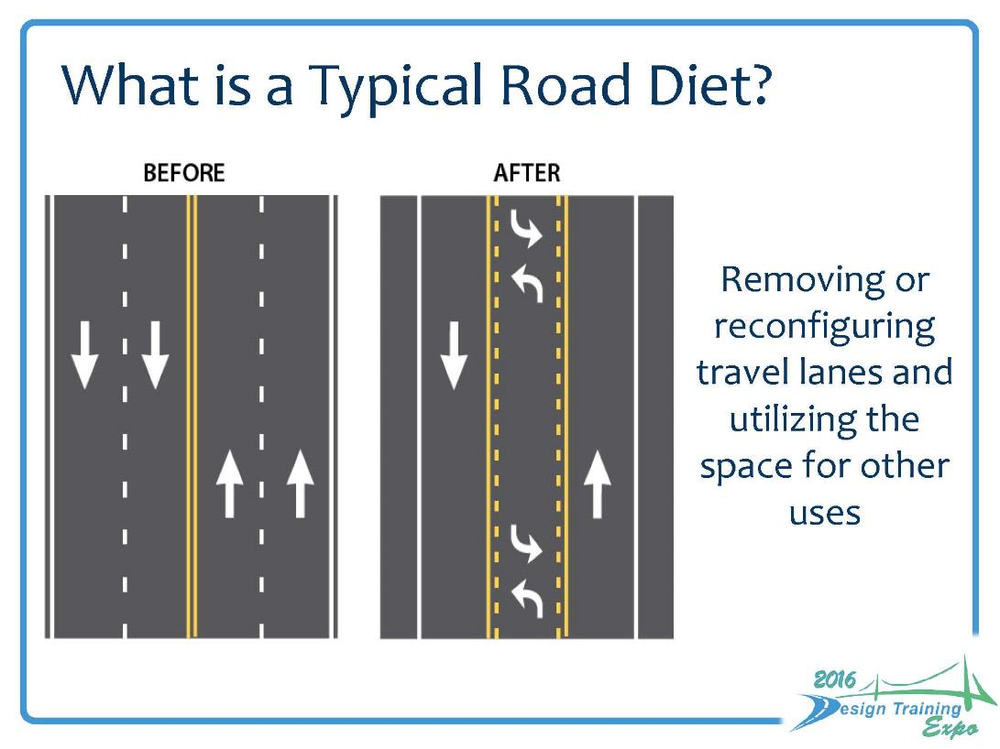 What is a Typical Road Diet?
BEFORE
AFTER
Removing or
reconfiguring
travel lanes and
utilizing the
space for other
uses
2016
Design Training
Expo